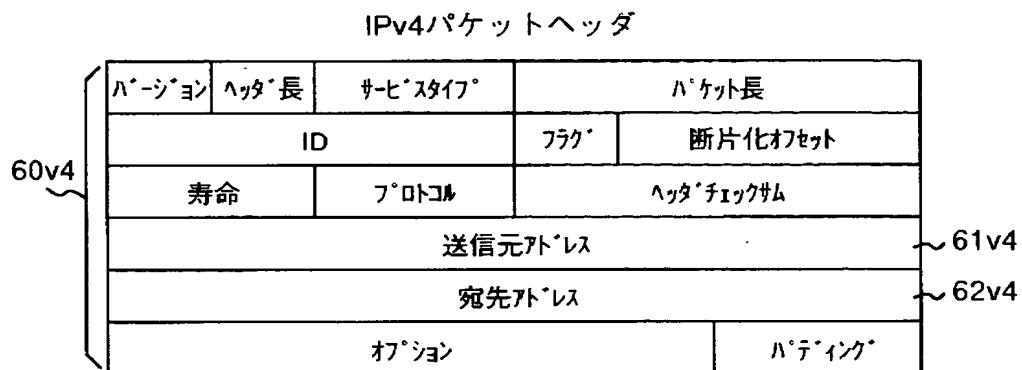 IPv4パケットヘッダ
ﾊﾞｰｼﾞｮﾝ ﾍｯﾀﾞ長 ｻｰﾋﾞｽﾀｲﾌﾟ ﾊﾟｹｯﾄ長
ID ﾌﾗｸﾞ 断片化ｵﾌｾｯﾄ
60v4
寿命 ﾌﾟﾛﾄｺﾙ ﾍｯﾀﾞﾁｪｯｸｻﾑ
送信元ｱﾄﾞﾚｽ 61v4
宛先ｱﾄﾞﾚｽ 62v4
ｵﾌﾟｼｮﾝ ﾊﾟﾃﾞｨﾝｸﾞ